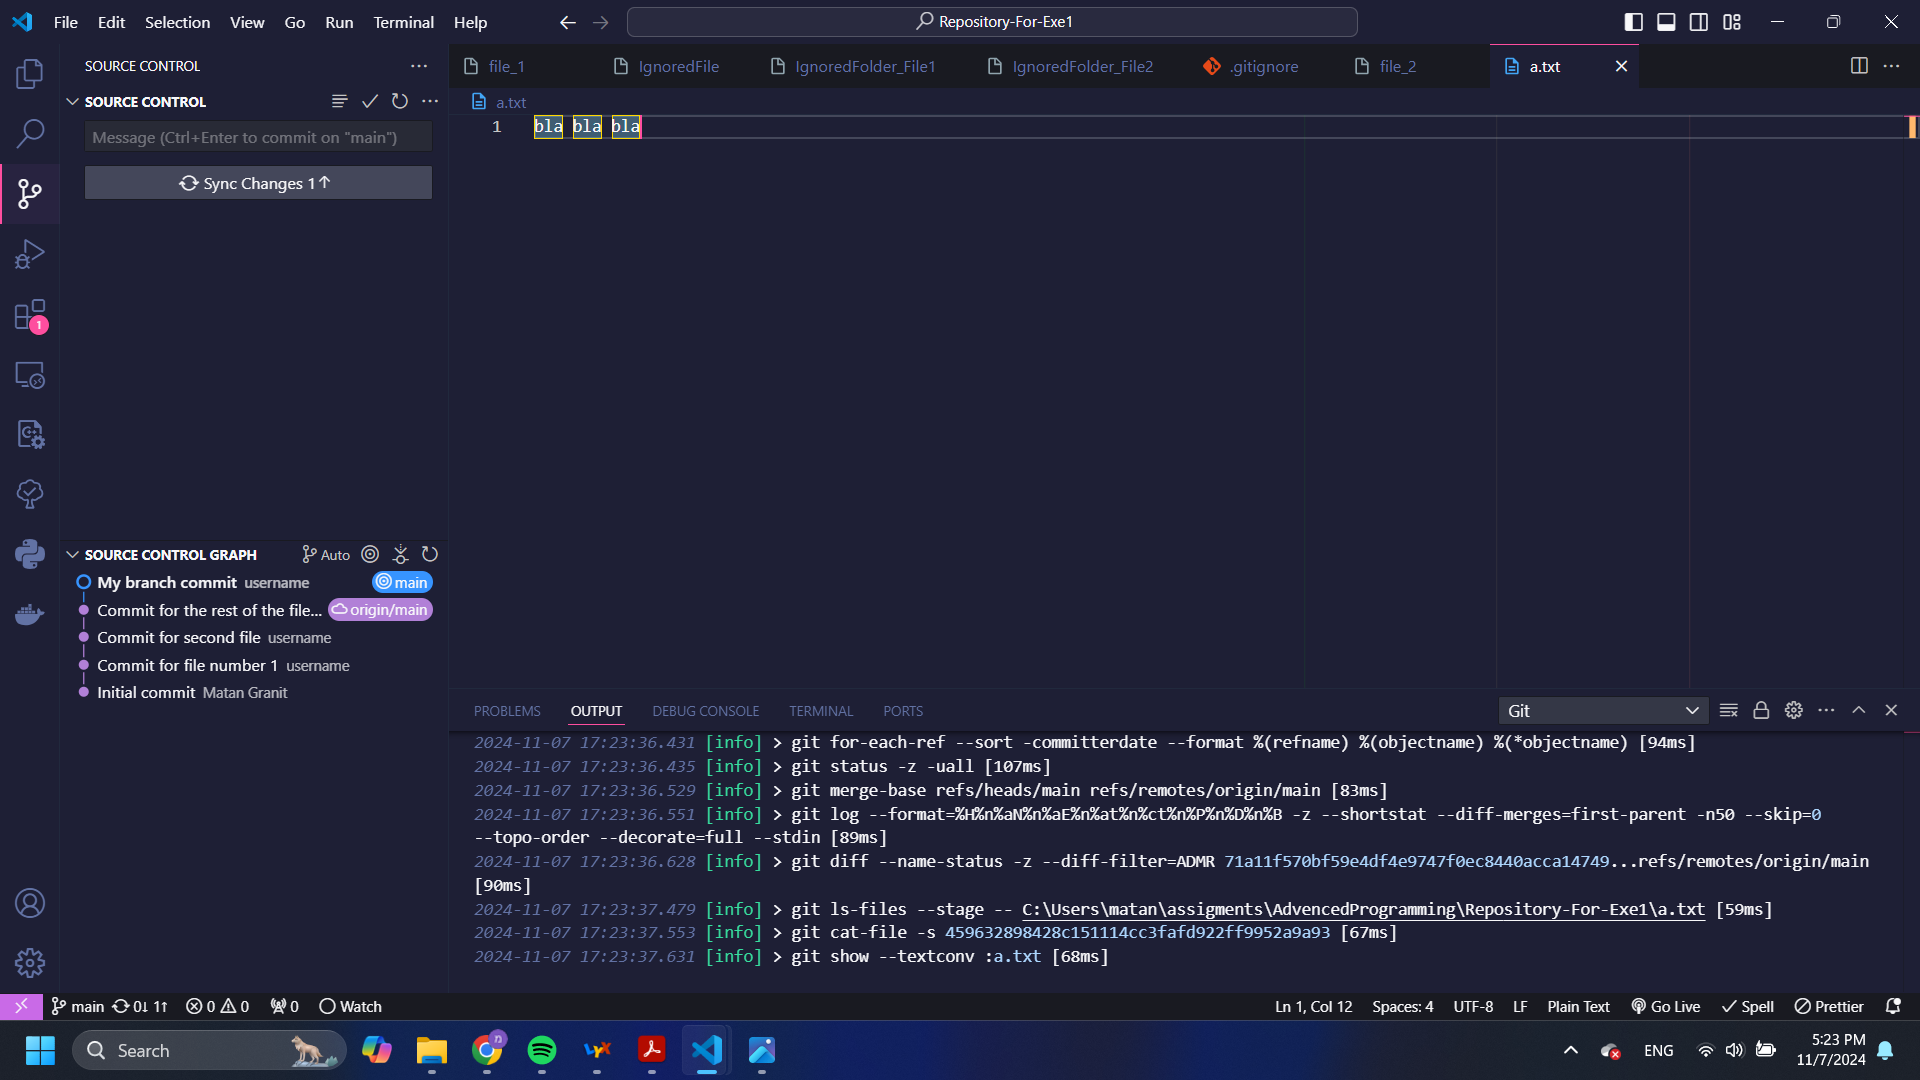 File Edit Selection View Go Run Terminal Help
Repository-For-Exe1
SOURCE CONTROL
SOURCE CONTROL
Message (Ctrl+Enter to commit on "main")
Sync Changes 1↑
1
file_1 IgnoredFile IgnoredFolder_File1 IgnoredFolder_File2 .gitignore file_2 a.txt
a.txt
1 bla bla bla
SOURCE CONTROL GRAPH Auto
My branch commit username main
Commit for the rest of the file... origin/main
Commit for second file username
Commit for file number 1 username
Initial commit Matan Granit
PROBLEMS OUTPUT DEBUG CONSOLE TERMINAL PORTS Git
2024-11-07 17:23:36.431 [info] > git for-each-ref --sort -committerdate --format %(refname) %(objectname) %(*objectname) [94ms]
2024-11-07 17:23:36.435 [info] > git status -z -uall [107ms]
2024-11-07 17:23:36.529 [info] > git merge-base refs/heads/main refs/remotes/origin/main [83ms]
2024-11-07 17:23:36.551 [info] > git log --format=%H%n%aN%n%aE%n%at%n%ct%n%P%n%D%n%B -z --shortstat --diff-merges=first-parent -n50 --skip=0
--topo-order --decorate=full --stdin [89ms]
2024-11-07 17:23:36.628 [info] > git diff --name-status -z --diff-filter=ADMR 71a11f570bf59e4df4e9747f0ec8440acca14749...refs/remotes/origin/main
[90ms]
2024-11-07 17:23:37.479 [info] > git ls-files --stage -- C:\Users\matan\assigments\AdvencedProgramming\Repository-For-Exe1\a.txt [59ms]
2024-11-07 17:23:37.553 [info] > git cat-file -s 459632898428c151114cc3fafd922ff9952a9a93 [67ms]
2024-11-07 17:23:37.631 [info] > git show --textconv :a.txt [68ms]
main 0↓ 1↑ 0 0 0 Watch Ln 1, Col 12 Spaces: 4 UTF-8 LF Plain Text Go Live Spell Prettier
Search n LyX ENG 5:23 PM
11/7/2024